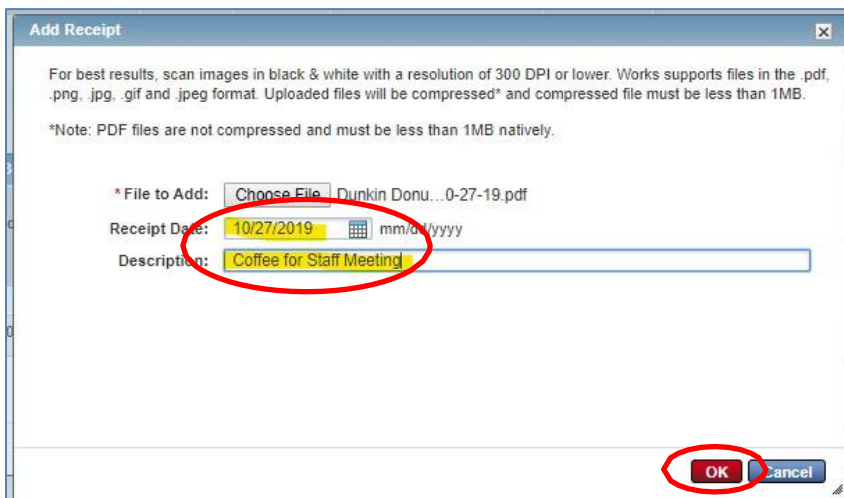 Add Receipt
For best results, scan images in black & white with a resolution of 300 DPI or lower. Works supports files in the .pdf,
.png, .jpg, .gif and .jpeg format. Uploaded files will be compressed* and compressed file must be less than 1MB.
*Note: PDF files are not compressed and must be less than 1MB natively.
* File to Add: Choose File Dunkin Donu...0-27-19.pdf
Receipt Date: 10/27/2019 mm/dd/yyyy
Description: Coffee for Staff Meeting
OK Cancel